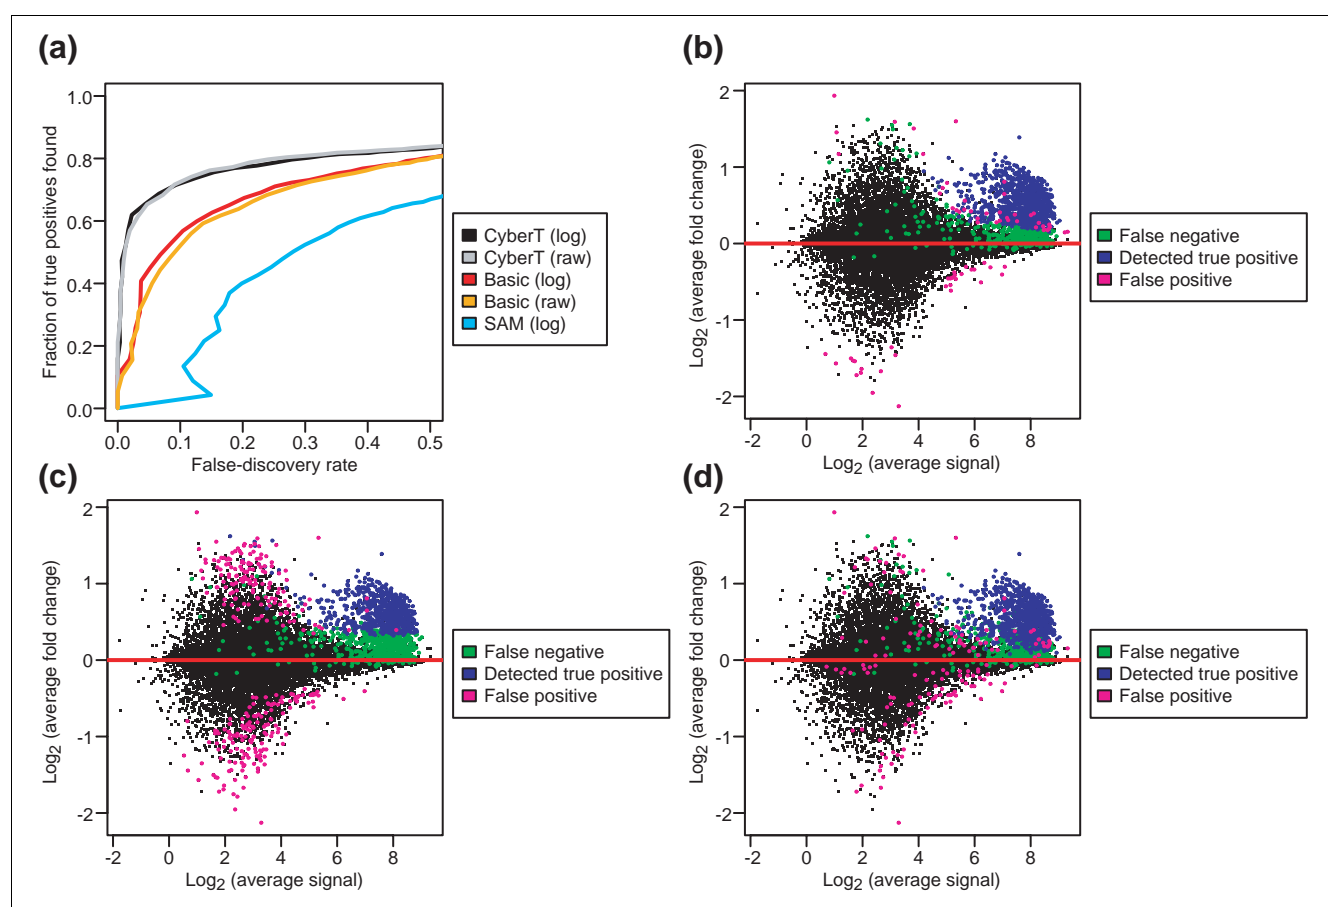 (a)
Fraction of true positives found
1.0
0.8
0.6
0.4
0.2
0.0
0.0 0.1 0.2 0.3 0.4 0.5
False-discovery rate
CyberT (log)
CyberT (raw)
Basic (log)
Basic (raw)
SAM (log)
(b)
Log2 (average fold change)
2
1
0
-1
-2
-2 0 2 4 6 8
Log2 (average signal)
False negative
Detected true positive
False positive
(c)
Log2 (average fold change)
2
1
0
-1
-2
-2 0 2 4 6 8
Log2 (average signal)
False negative
Detected true positive
False positive
(d)
Log2 (average fold change)
2
1
0
-1
-2
-2 0 2 4 6 8
Log2 (average signal)
False negative
Detected true positive
False positive